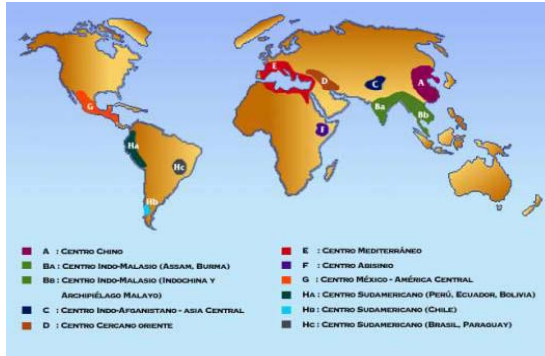 E
A
D
C
Ba
Bb
G
F
Ha
Hc
Hb
A : CENTRO CHINO
BA : CENTRO INDO-MALASIO (ASSAM, BURMA)
BB : CENTRO INDO-MALASIO (INDOCHINA Y
ARCHIPIÉLAGO MALAYO)
C : CENTRO INDO-AFGANISTANO - ASIA CENTRAL
D : CENTRO CERCANO ORIENTE
E : CENTRO MEDITERRÁNEO
F : CENTRO ABISINIO
G : CENTRO MÉXICO - AMÉRICA CENTRAL
HA : CENTRO SUDAMERICANO (PERÚ, ECUADOR, BOLIVIA)
HB : CENTRO SUDAMERICANO (CHILE)
HC : CENTRO SUDAMERICANO (BRASIL, PARAGUAY)